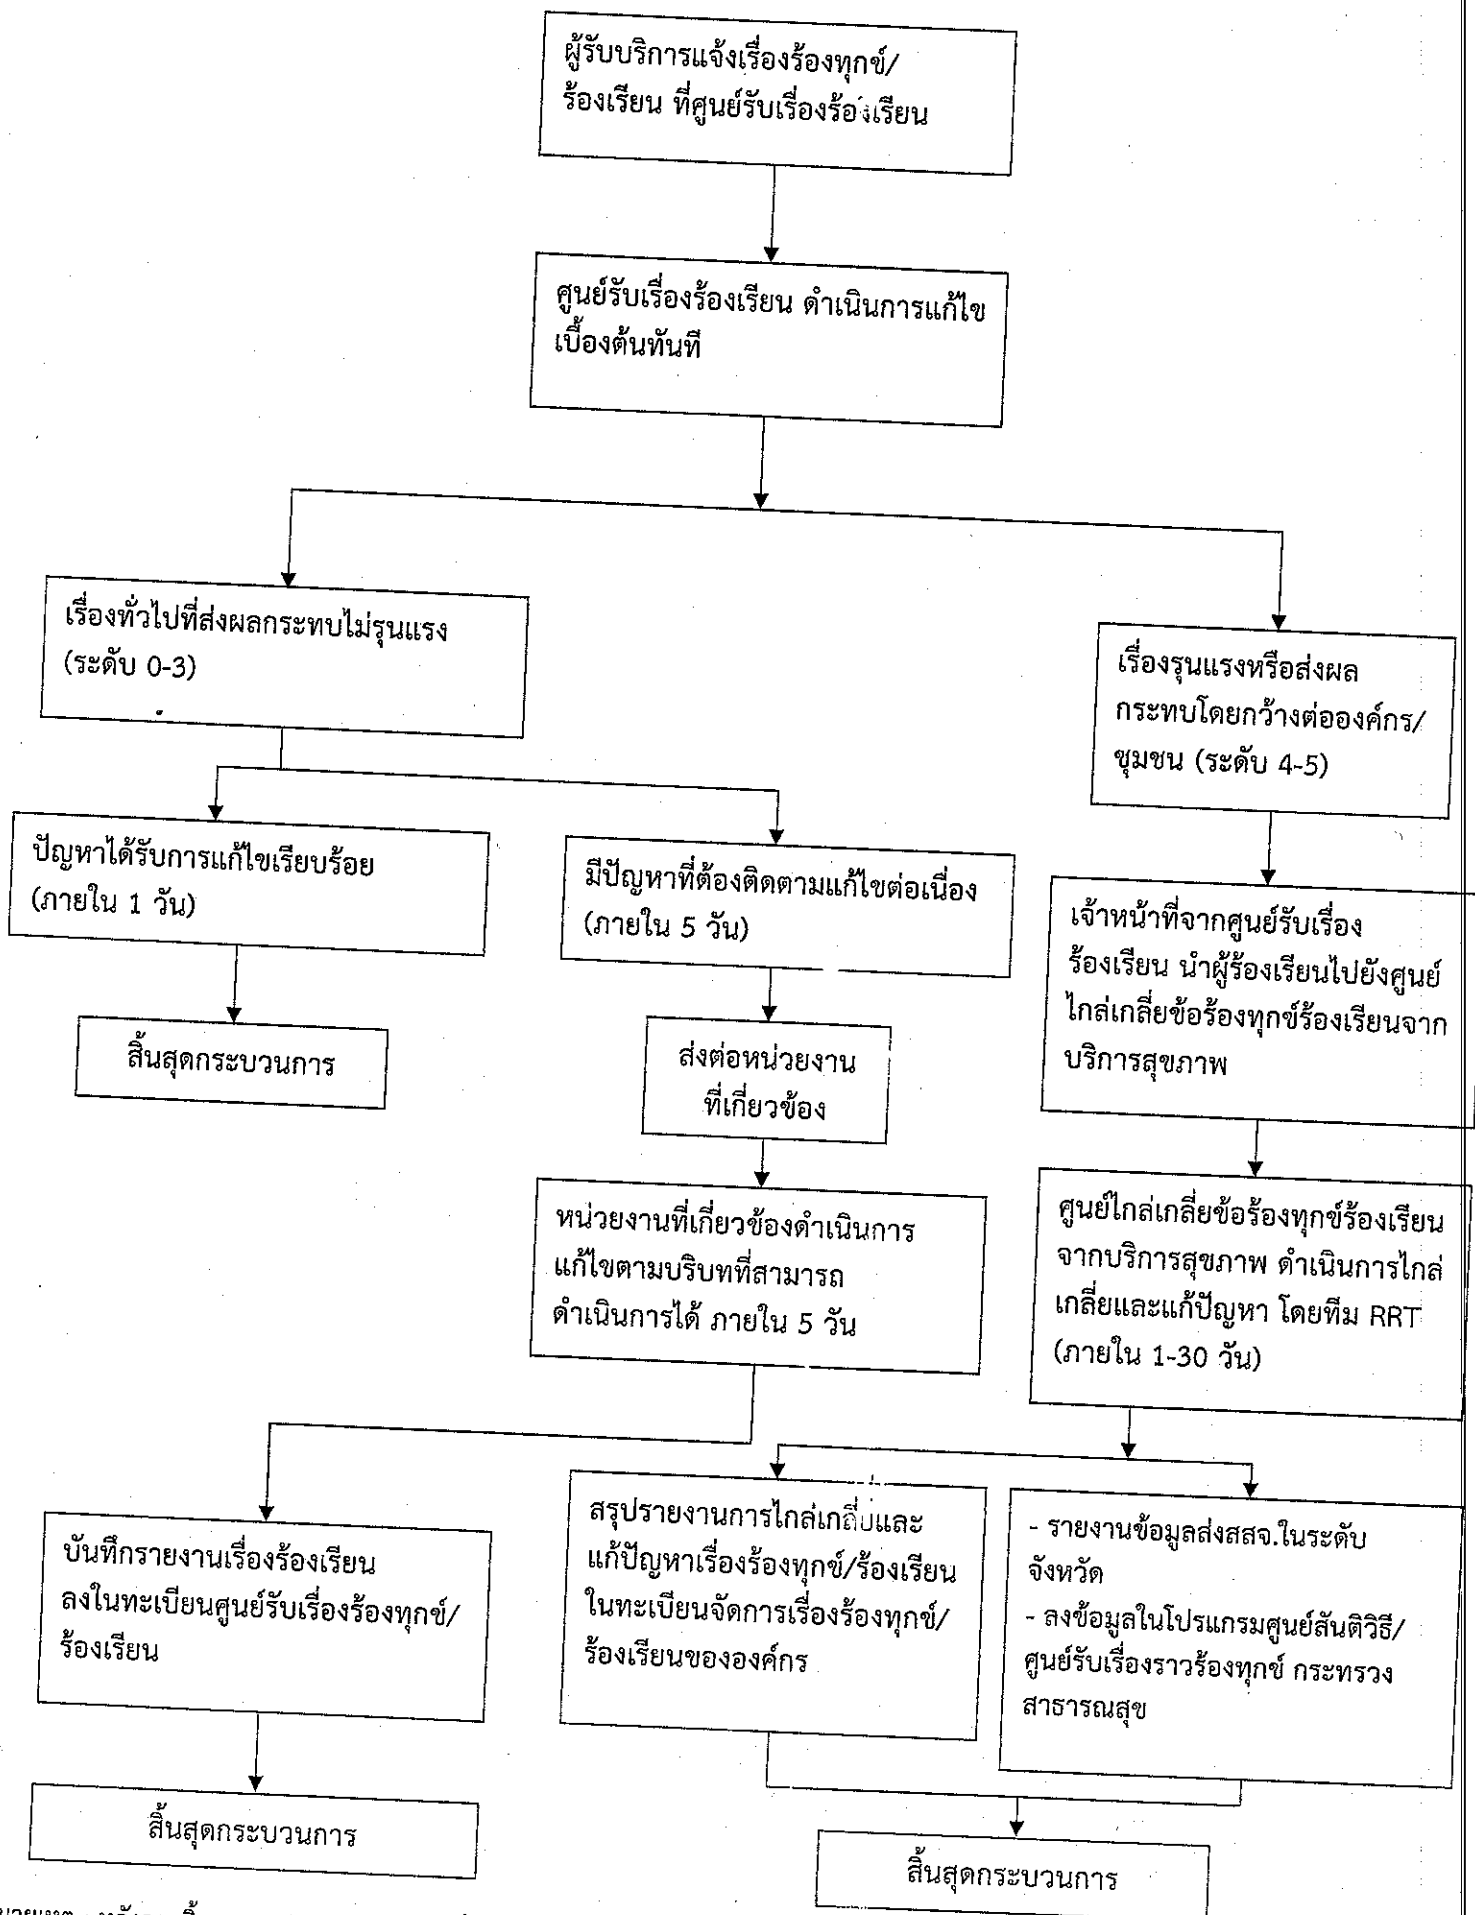 ผู้รับบริการแจ้งเรื่องร้องทุกข์/
ร้องเรียน ที่ศูนย์รับเรื่องร้องเรียน
ศูนย์รับเรื่องร้องเรียน ดำเนินการแก้ไข
เบื้องต้นทันที
เรื่องทั่วไปที่ส่งผลกระทบไม่รุนแรง
(ระดับ 0-3)
เรื่องรุนแรงหรือส่งผล
กระทบโดยกว้างต่อองค์กร/
ชุมชน (ระดับ 4-5)
ปัญหาได้รับการแก้ไขเรียบร้อย
(ภายใน 1 วัน)
มีปัญหาที่ต้องติดตามแก้ไขต่อเนื่อง
(ภายใน 5 วัน)
เจ้าหน้าที่จากศูนย์รับเรื่อง
ร้องเรียน นำผู้ร้องเรียนไปยังศูนย์
ไกล่เกลี่ยข้อร้องทุกข์ร้องเรียนจาก
บริการสุขภาพ
สิ้นสุดกระบวนการ
ส่งต่อหน่วยงาน
ที่เกี่ยวข้อง
หน่วยงานที่เกี่ยวข้องดำเนินการ
แก้ไขตามบริบทที่สามารถ
ดำเนินการได้ ภายใน 5 วัน
ศูนย์ไกล่เกลี่ยข้อร้องทุกข์ร้องเรียน
จากบริการสุขภาพ ดำเนินการไกล่
เกลี่ยและแก้ปัญหา โดยทีม RRT
(ภายใน 1-30 วัน)
บันทึกรายงานเรื่องร้องเรียน
ลงในทะเบียนศูนย์รับเรื่องร้องทุกข์/
ร้องเรียน
สรุปรายงานการไกล่เกลี่ยและ
แก้ปัญหาเรื่องร้องทุกข์/ร้องเรียน
ในทะเบียนจัดการเรื่องร้องทุกข์/
ร้องเรียนขององค์กร
- รายงานข้อมูลส่งสสจ.ในระดับ
จังหวัด
- ลงข้อมูลในโปรแกรมศูนย์สันติวิธี/
ศูนย์รับเรื่องราวร้องทุกข์ กระทรวง
สาธารณสุข
สิ้นสุดกระบวนการ
สิ้นสุดกระบวนการ